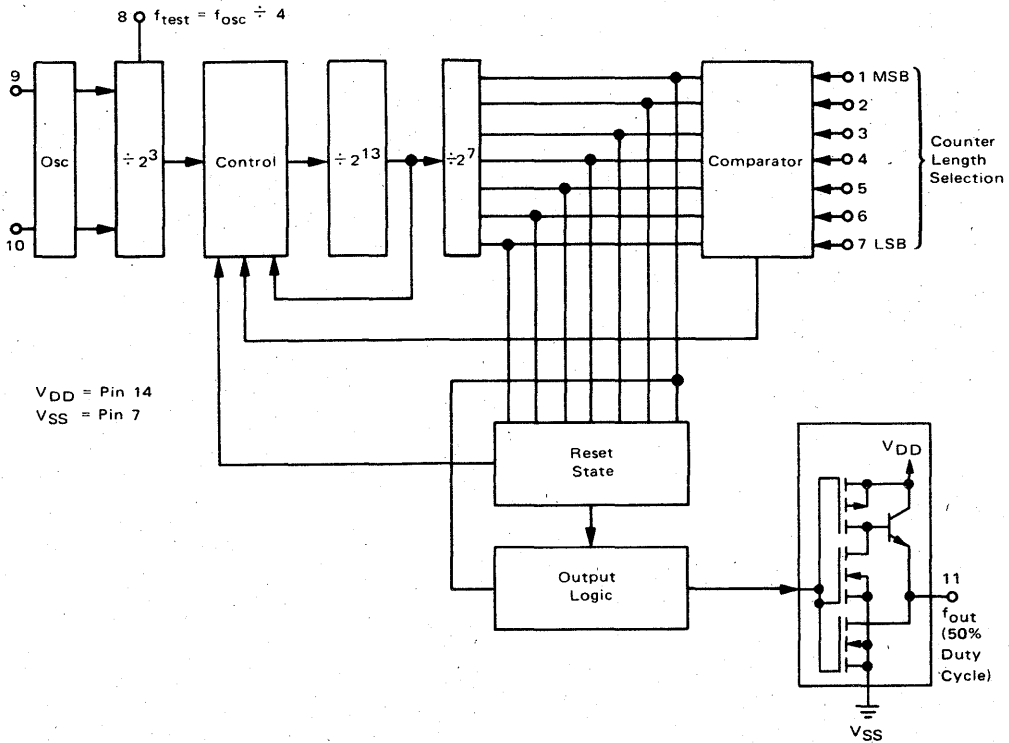 8 f_test = f_osc ÷ 4
9
10
Osc
÷ 2^3
Control
÷ 2^13
÷2^7
Comparator
1 MSB
2
3
4
5
6
7 LSB
Counter
Length
Selection
V_DD = Pin 14
V_SS = Pin 7
Reset
State
Output
Logic
V_DD
11
f_out
(50%
Duty
Cycle)
V_SS